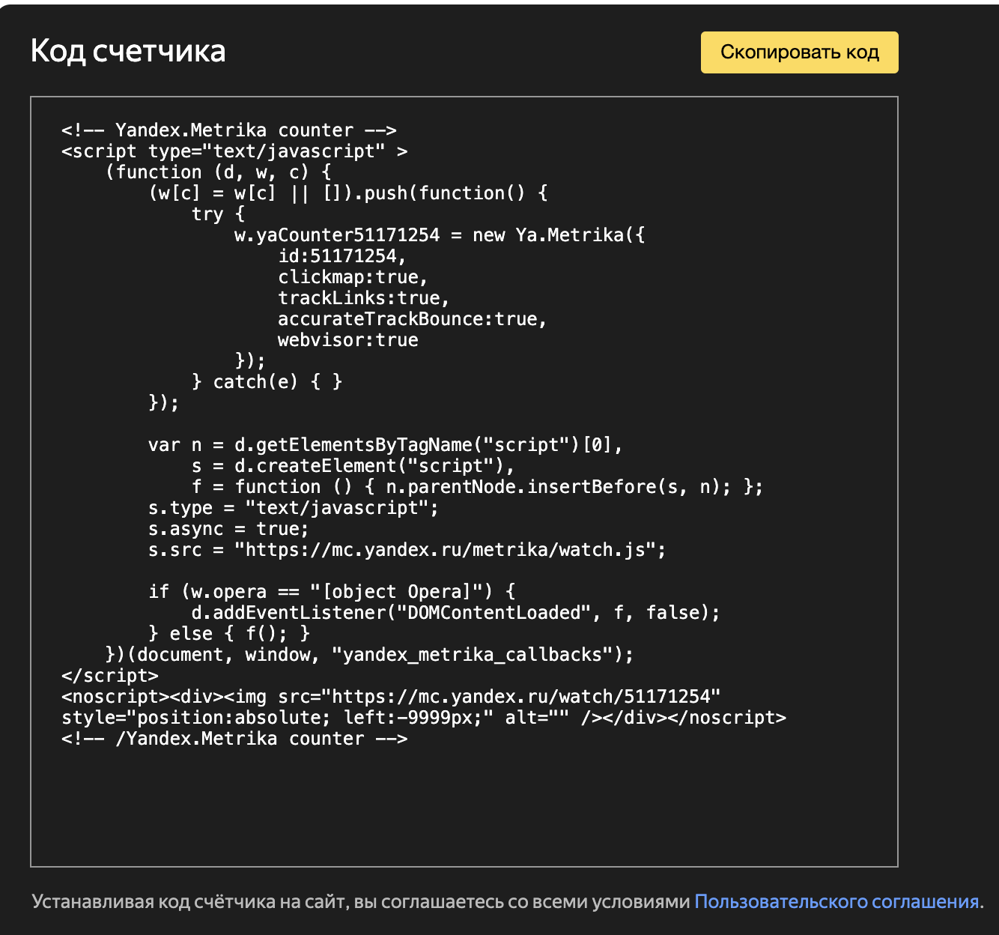 Код счетчика
Скопировать код
<!-- Yandex.Metrika counter -->
<script type="text/javascript" >
    (function (d, w, c) {
        (w[c] = w[c] || []).push(function() {
            try {
                w.yaCounter51171254 = new Ya.Metrika({
                    id:51171254,
                    clickmap:true,
                    trackLinks:true,
                    accurateTrackBounce:true,
                    webvisor:true
                });
            } catch(e) { }
        });

        var n = d.getElementsByTagName("script")[0],
            s = d.createElement("script"),
            f = function () { n.parentNode.insertBefore(s, n); };
        s.type = "text/javascript";
        s.async = true;
        s.src = "https://mc.yandex.ru/metrika/watch.js";

        if (w.opera == "[object Opera]") {
            d.addEventListener("DOMContentLoaded", f, false);
        } else { f(); }
    })(document, window, "yandex_metrika_callbacks");
</script>
<noscript><div><img src="https://mc.yandex.ru/watch/51171254"
style="position:absolute; left:-9999px;" alt="" /></div></noscript>
<!-- /Yandex.Metrika counter -->
Устанавливая код счётчика на сайт, вы соглашаетесь со всеми условиями Пользовательского соглашения.